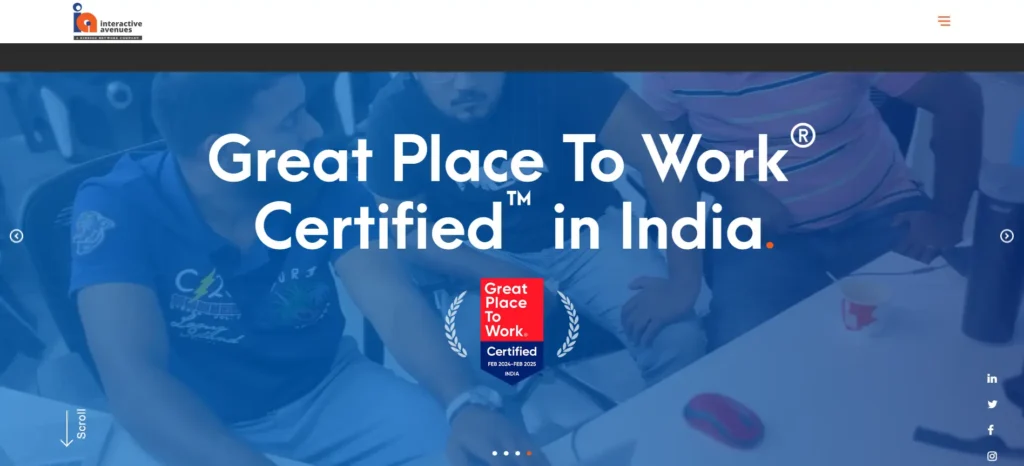 interactive
avenues
Great Place To Work®
Certified™ in India.
Great
Place
To
Work®
Certified
FEB 2024–FEB 2025
INDIA
Scroll